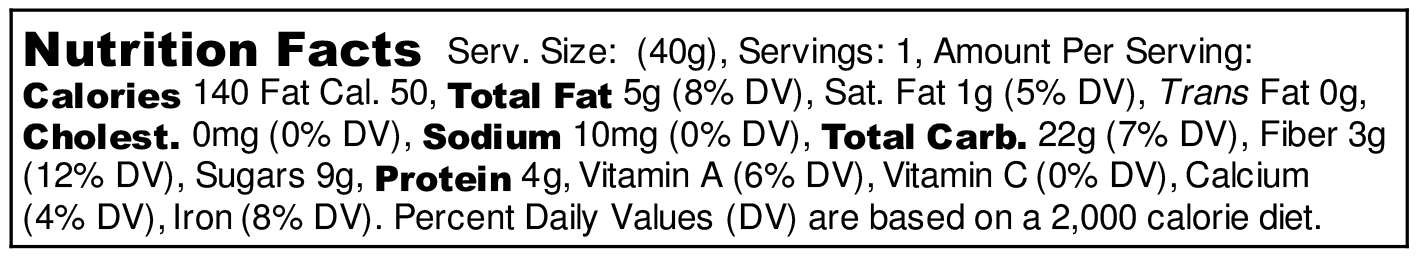 Nutrition Facts Serv. Size: (40g), Servings: 1, Amount Per Serving:
Calories 140 Fat Cal. 50, Total Fat 5g (8% DV), Sat. Fat 1g (5% DV), Trans Fat 0g,
Cholest. 0mg (0% DV), Sodium 10mg (0% DV), Total Carb. 22g (7% DV), Fiber 3g
(12% DV), Sugars 9g, Protein 4g, Vitamin A (6% DV), Vitamin C (0% DV), Calcium
(4% DV), Iron (8% DV). Percent Daily Values (DV) are based on a 2,000 calorie diet.